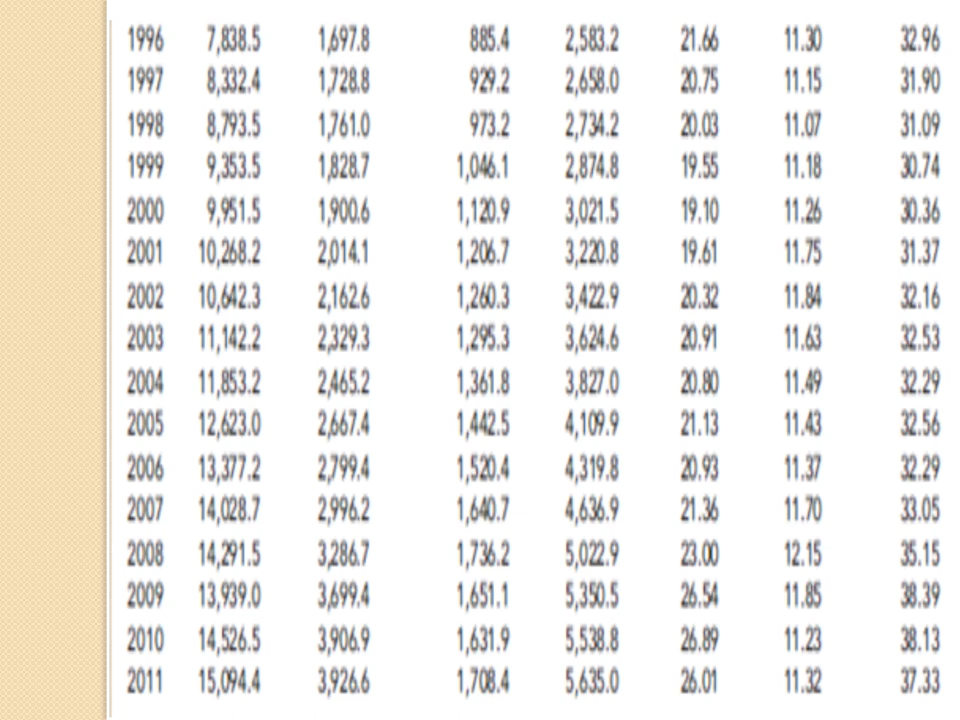 1996 7,838.5 1,697.8 885.4 2,583.2 21.66 11.30 32.96
1997 8,332.4 1,728.8 929.2 2,658.0 20.75 11.15 31.90
1998 8,793.5 1,761.0 973.2 2,734.2 20.03 11.07 31.09
1999 9,353.5 1,828.7 1,046.1 2,874.8 19.55 11.18 30.74
2000 9,951.5 1,900.6 1,120.9 3,021.5 19.10 11.26 30.36
2001 10,268.2 2,014.1 1,206.7 3,220.8 19.61 11.75 31.37
2002 10,642.3 2,162.6 1,260.3 3,422.9 20.32 11.84 32.16
2003 11,142.2 2,329.3 1,295.3 3,624.6 20.91 11.63 32.53
2004 11,853.2 2,465.2 1,361.8 3,827.0 20.80 11.49 32.29
2005 12,623.0 2,667.4 1,442.5 4,109.9 21.13 11.43 32.56
2006 13,377.2 2,799.4 1,520.4 4,319.8 20.93 11.37 32.29
2007 14,028.7 2,996.2 1,640.7 4,636.9 21.36 11.70 33.05
2008 14,291.5 3,286.7 1,736.2 5,022.9 23.00 12.15 35.15
2009 13,939.0 3,699.4 1,651.1 5,350.5 26.54 11.85 38.39
2010 14,526.5 3,906.9 1,631.9 5,538.8 26.89 11.23 38.13
2011 15,094.4 3,926.6 1,708.4 5,635.0 26.01 11.32 37.33